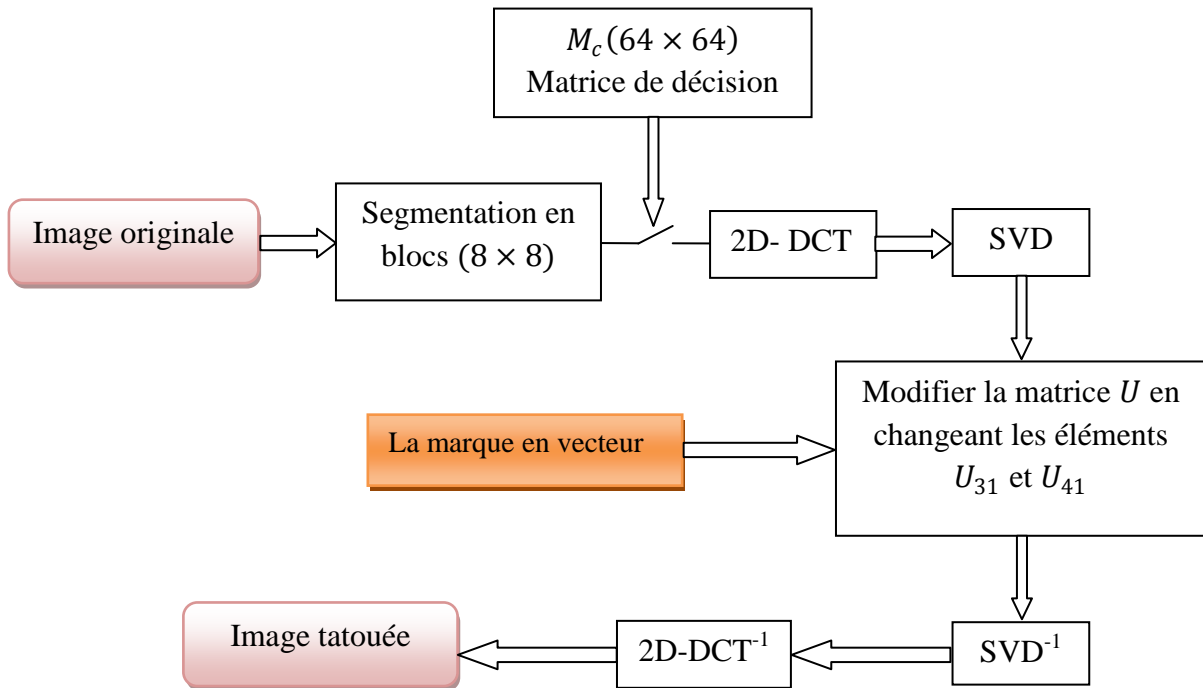 M_c(64 × 64)
Matrice de décision
Image originale
Segmentation en
blocs (8 × 8)
2D- DCT
SVD
Modifier la matrice U en
changeant les éléments
U_31 et U_41
La marque en vecteur
Image tatouée
2D-DCT^-1
SVD^-1